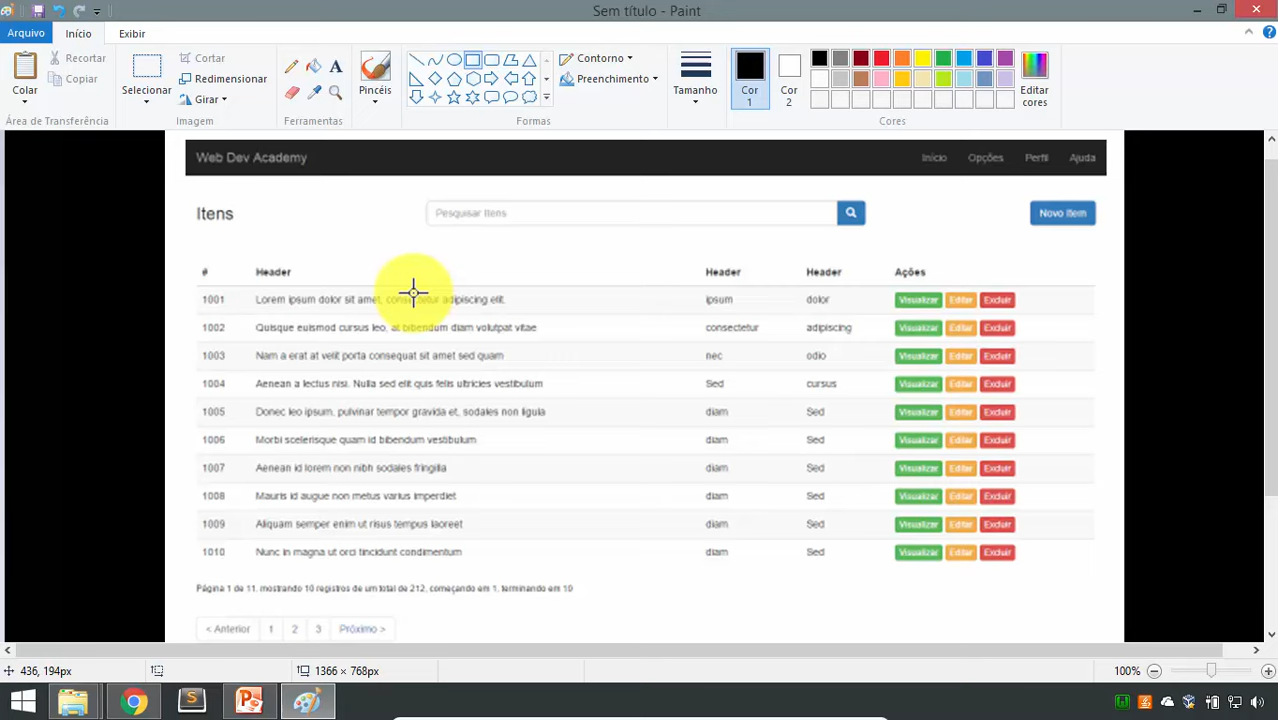 Sem título - Paint
Arquivo Início Exibir
Colar Recortar Copiar Selecionar Cortar Redimensionar Girar Pincéis Contorno Preenchimento Tamanho Cor 1 Cor 2 Editar cores
Área de Transferência Imagem Ferramentas Formas Cores
Web Dev Academy Início Opções Perfil Ajuda
Itens Pesquisar Itens Novo Item
# Header Header Header Ações
1001 Lorem ipsum dolor sit amet, consectetur adipiscing elit. ipsum dolor Visualizar Editar Excluir
1002 Quisque euismod cursus leo, at bibendum diam volutpat vitae consectetur adipiscing Visualizar Editar Excluir
1003 Nam a erat at velit porta consequat sit amet sed quam nec odio Visualizar Editar Excluir
1004 Aenean a lectus nisi. Nulla sed elit quis felis ultricies vestibulum Sed cursus Visualizar Editar Excluir
1005 Donec leo ipsum, pulvinar tempor gravida et, sodales non ligula diam Sed Visualizar Editar Excluir
1006 Morbi scelerisque quam id bibendum vestibulum diam Sed Visualizar Editar Excluir
1007 Aenean id lorem non nibh sodales fringilla diam Sed Visualizar Editar Excluir
1008 Mauris id augue non metus varius imperdiet diam Sed Visualizar Editar Excluir
1009 Aliquam semper enim ut risus tempus laoreet diam Sed Visualizar Editar Excluir
1010 Nunc in magna ut orci tincidunt condimentum diam Sed Visualizar Editar Excluir
Página 1 de 11, mostrando 10 registros de um total de 212, começando em 1, terminando em 10
< Anterior 1 2 3 Próximo >
436, 194px 1366 × 768px 100%